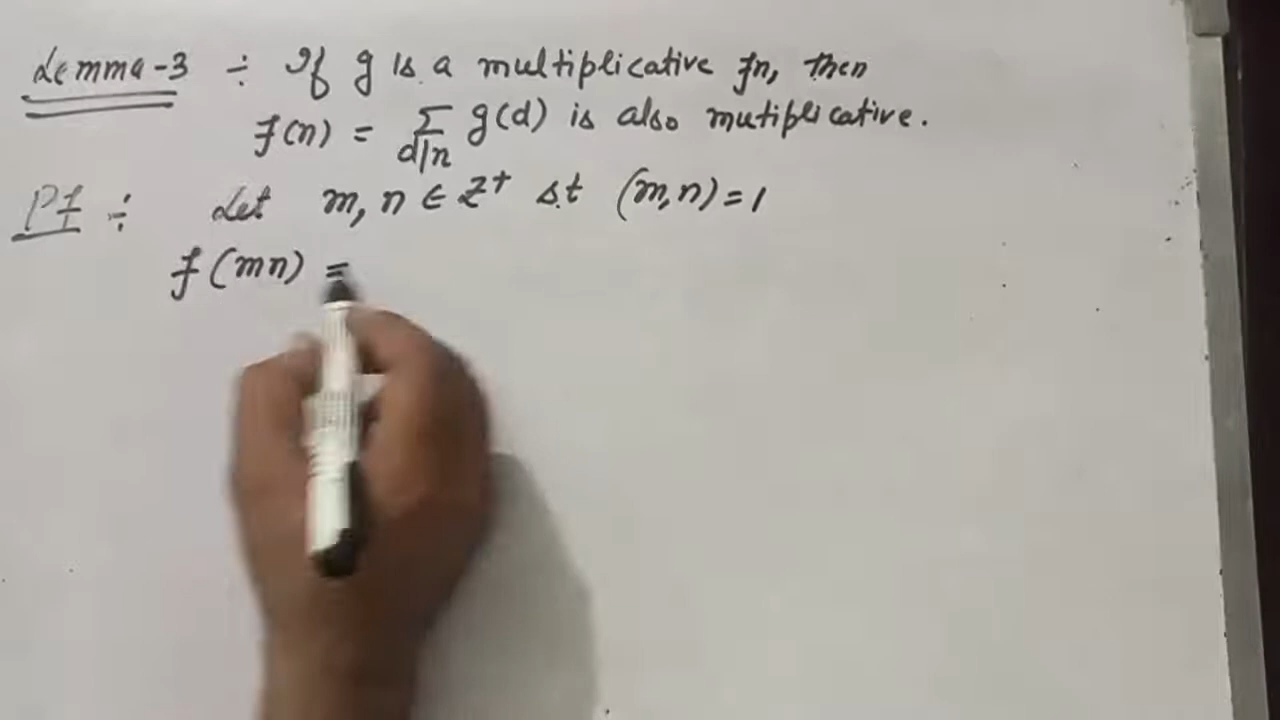 Lemma-3 ÷ If g is a multiplicative fn, then
f(n) = Σ g(d) is also mutiplicative.
d/n
Pf ÷ Let m, n ∈ Z⁺ s.t (m,n)=1
f(mn) =